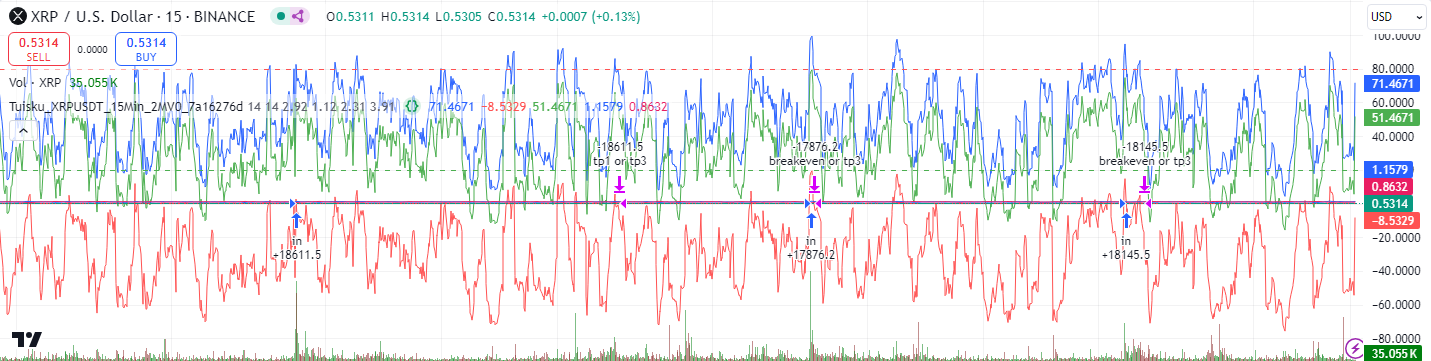 XRP / U.S. Dollar · 15 · BINANCE
O0.5311 H0.5314 L0.5305 C0.5314 +0.0007 (+0.13%)
USD
0.5314
SELL
0.0000
0.5314
BUY
Vol · XRP 35.055K
Tuisku_XRPUSDT_15Min_2MV0_7a16276d 14 14 2.92 1.12 2.31 3.91 {} 71.4671 −8.5329 51.4671 1.1579 0.8632
-18611.5
tp1 or tp3
-17876.2
breakeven or tp3
-18145.5
breakeven or tp3
in
+18611.5
in
+17876.2
in
+18145.5
100.0000
80.0000
71.4671
60.0000
51.4671
40.0000
1.1579
0.8632
0.5314
−8.5329
−20.0000
−40.0000
−60.0000
−80.0000
35.055K